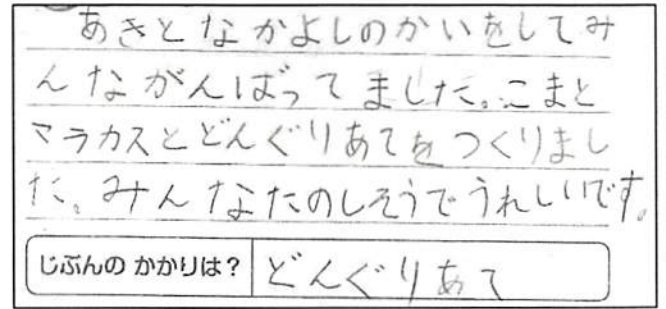 あきとなかよしのかいをしてみ
んながんばってました。こまと
マラカスとどんぐりあてをつくりまし
た。みんなたのしそうでうれしいです。
じぶんの かかりは? どんぐりあて